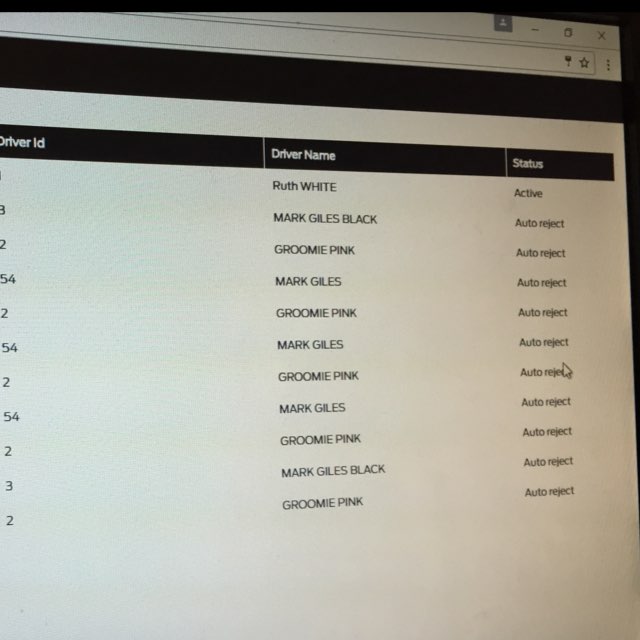 Driver Id Driver Name Status
Ruth WHITE Active
3 MARK GILES BLACK Auto reject
2 GROOMIE PINK Auto reject
54 MARK GILES Auto reject
2 GROOMIE PINK Auto reject
54 MARK GILES Auto reject
2 GROOMIE PINK Auto reject
54 MARK GILES Auto reject
2 GROOMIE PINK Auto reject
3 MARK GILES BLACK Auto reject
2 GROOMIE PINK Auto reject